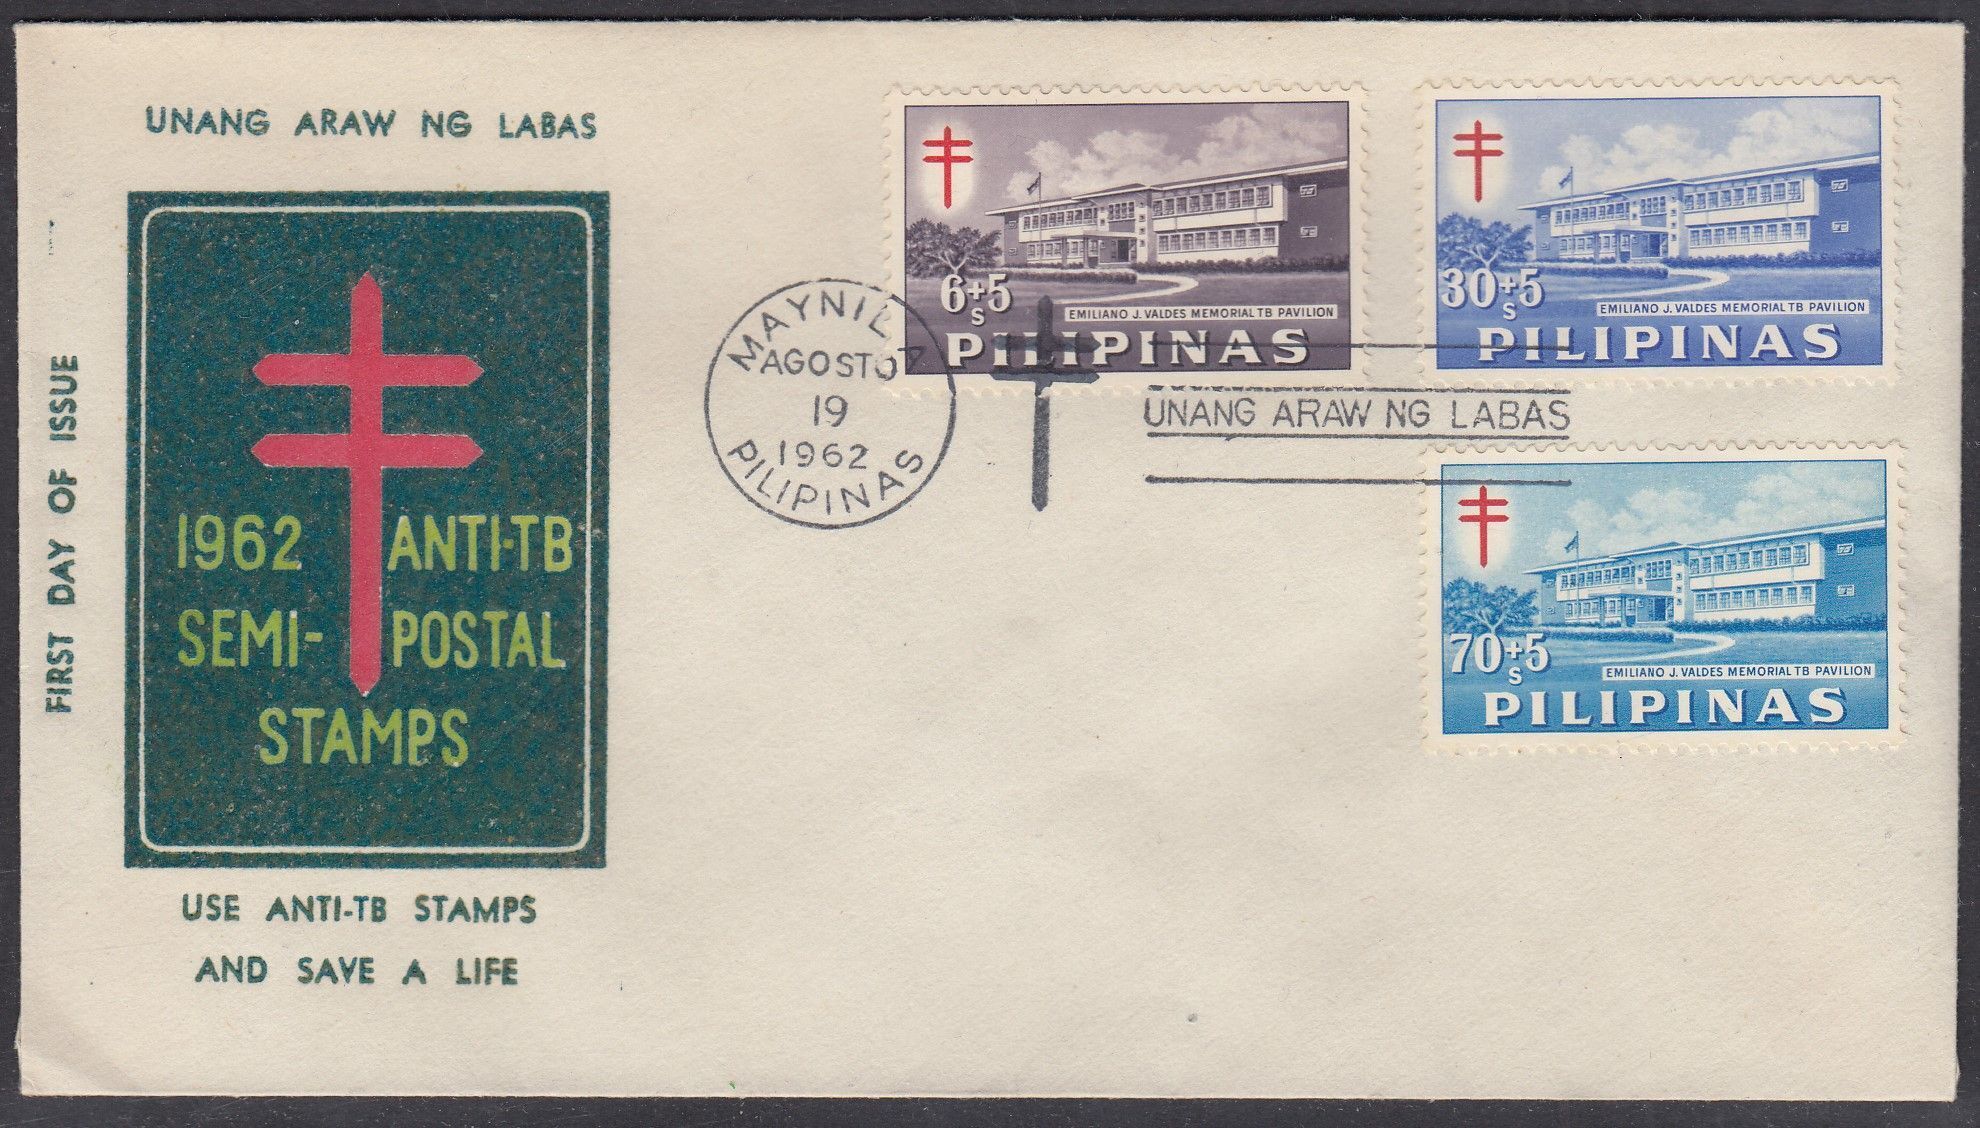 UNANG ARAW NG LABAS
FIRST DAY OF ISSUE
1962 ANTI-TB
SEMI- POSTAL
STAMPS
USE ANTI-TB STAMPS
AND SAVE A LIFE
MAYNILA
AGOSTO
19
1962
PILIPINAS
UNANG ARAW NG LABAS
6+5
S
EMILIANO J. VALDES MEMORIAL TB PAVILION
PILIPINAS
30+5
S
EMILIANO J. VALDES MEMORIAL TB PAVILION
PILIPINAS
70+5
S
EMILIANO J. VALDES MEMORIAL TB PAVILION
PILIPINAS